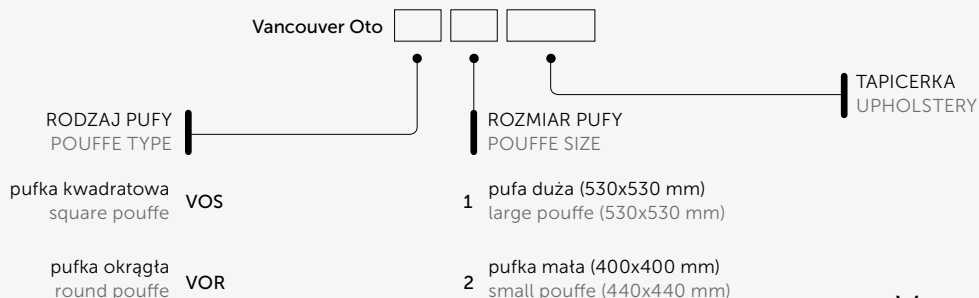 Vancouver Oto
TAPICERKA
UPHOLSTERY
RODZAJ PUFY
POUFFE TYPE
ROZMIAR PUFY
POUFFE SIZE
pufka kwadratowa
square pouffe
VOS
1
pufa duża (530x530 mm)
large pouffe (530x530 mm)
pufka okrągła
round pouffe
VOR
2
pufka mała (400x400 mm)
small pouffe (440x440 mm)